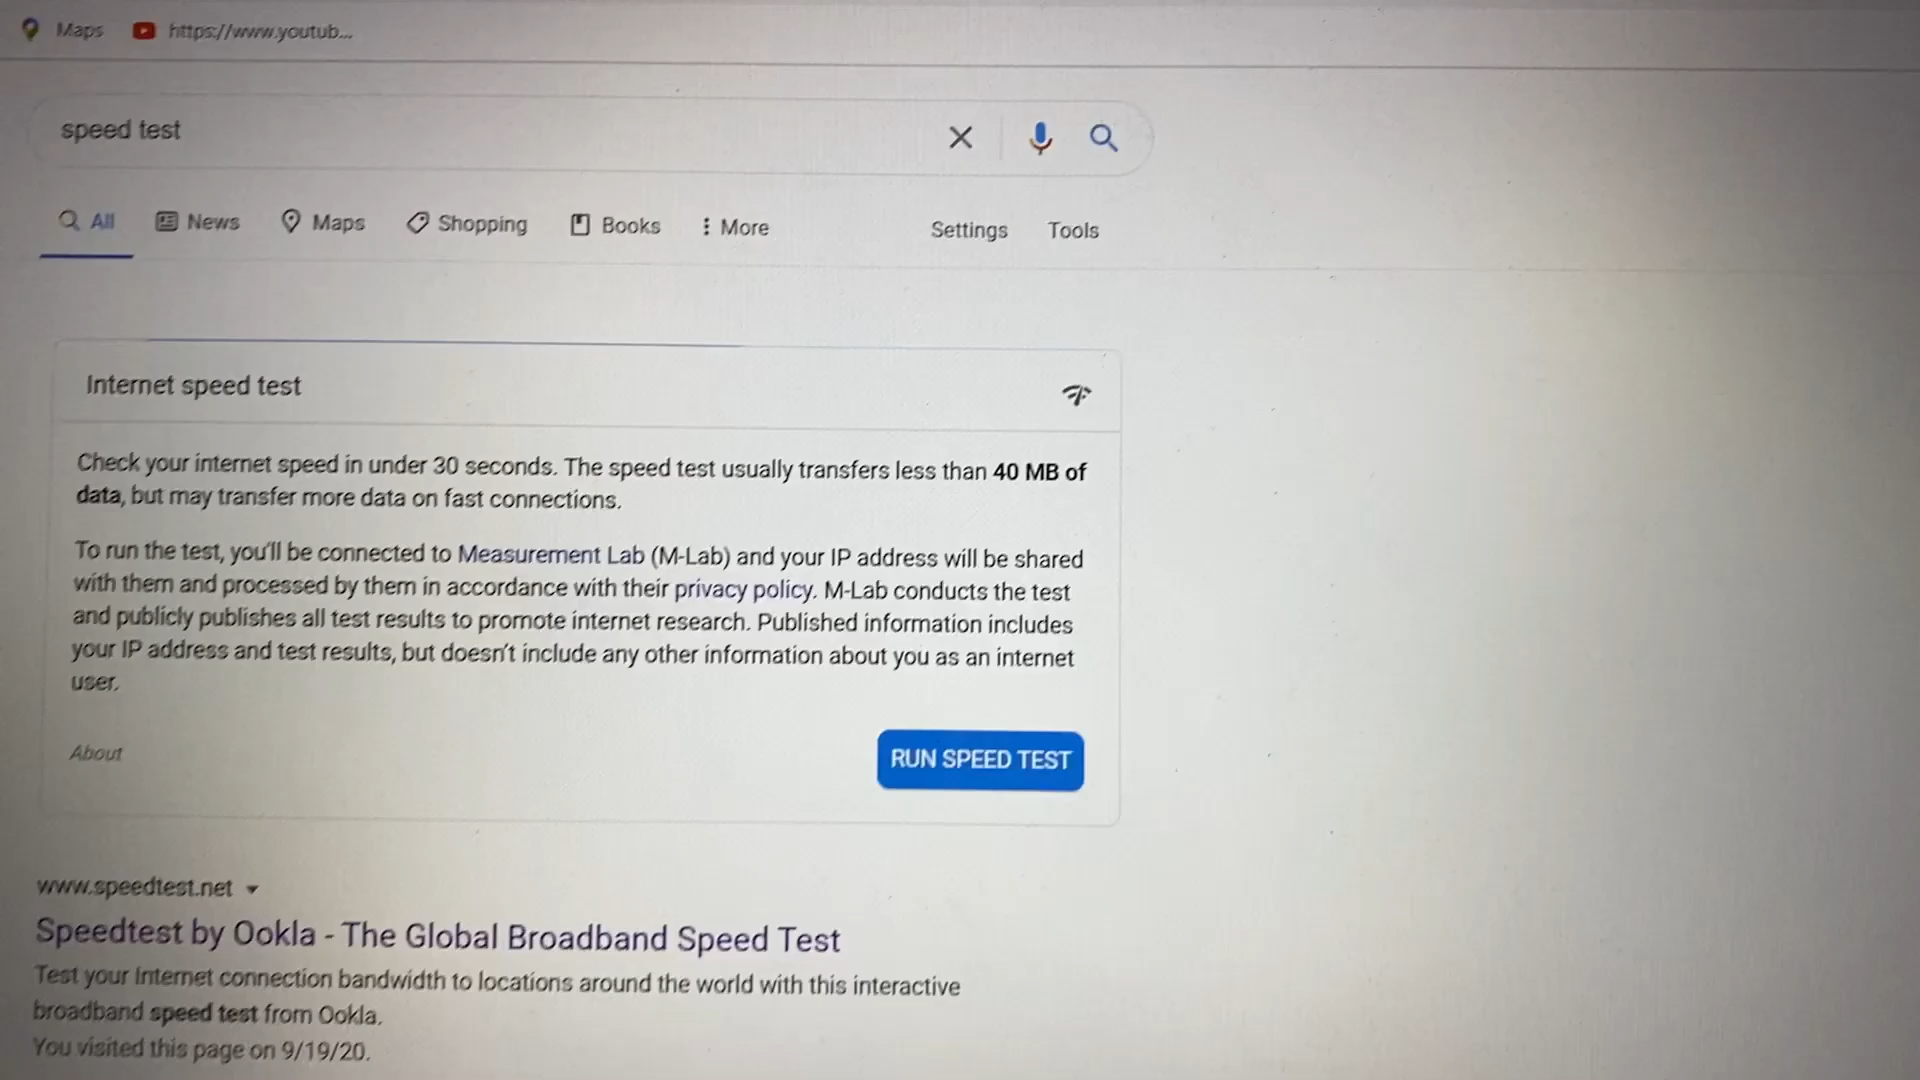 Maps https://www.youtub...
speed test
All News Maps Shopping Books More Settings Tools
Internet speed test
Check your internet speed in under 30 seconds. The speed test usually transfers less than 40 MB of
data, but may transfer more data on fast connections.
To run the test, you'll be connected to Measurement Lab (M-Lab) and your IP address will be shared
with them and processed by them in accordance with their privacy policy. M-Lab conducts the test
and publicly publishes all test results to promote internet research. Published information includes
your IP address and test results, but doesn't include any other information about you as an internet
user.
About RUN SPEED TEST
www.speedtest.net
Speedtest by Ookla - The Global Broadband Speed Test
Test your Internet connection bandwidth to locations around the world with this interactive
broadband speed test from Ookla.
You visited this page on 9/19/20.